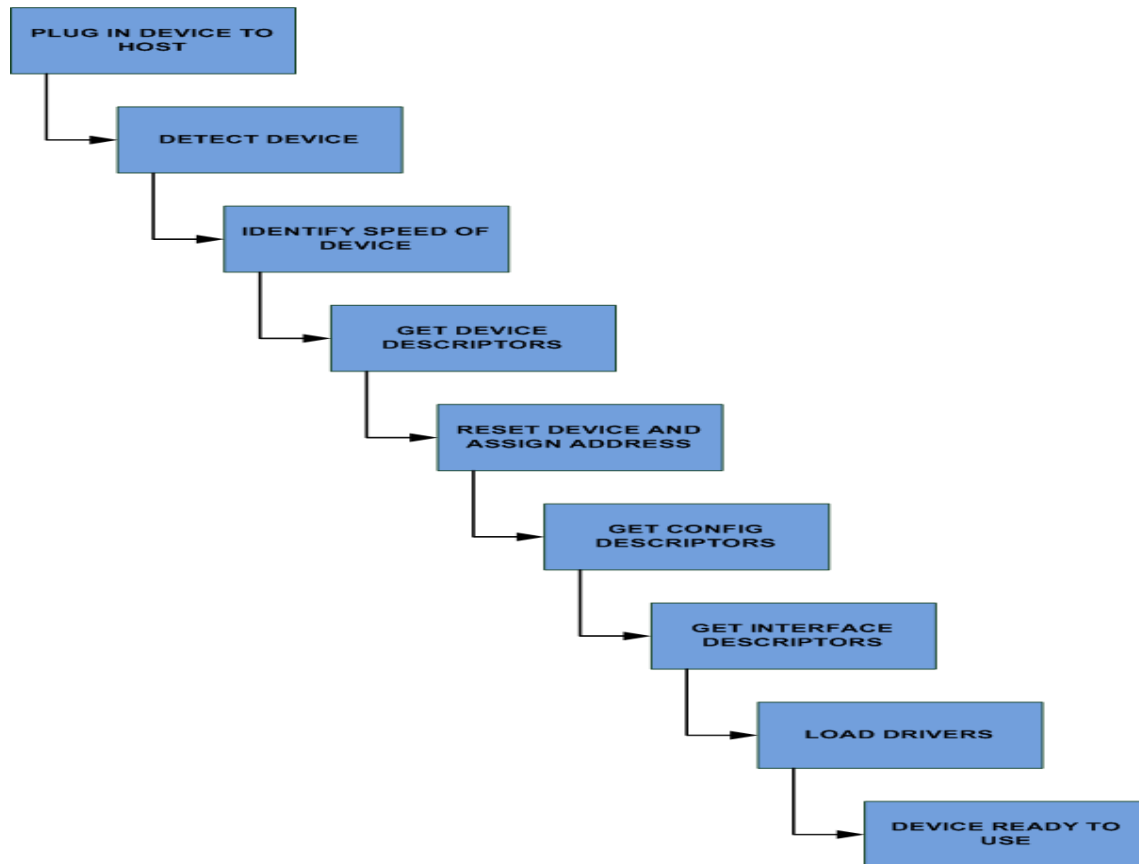 PLUG IN DEVICE TO
HOST
DETECT DEVICE
IDENTIFY SPEED OF
DEVICE
GET DEVICE
DESCRIPTORS
RESET DEVICE AND
ASSIGN ADDRESS
GET CONFIG
DESCRIPTORS
GET INTERFACE
DESCRIPTORS
LOAD DRIVERS
DEVICE READY TO
USE